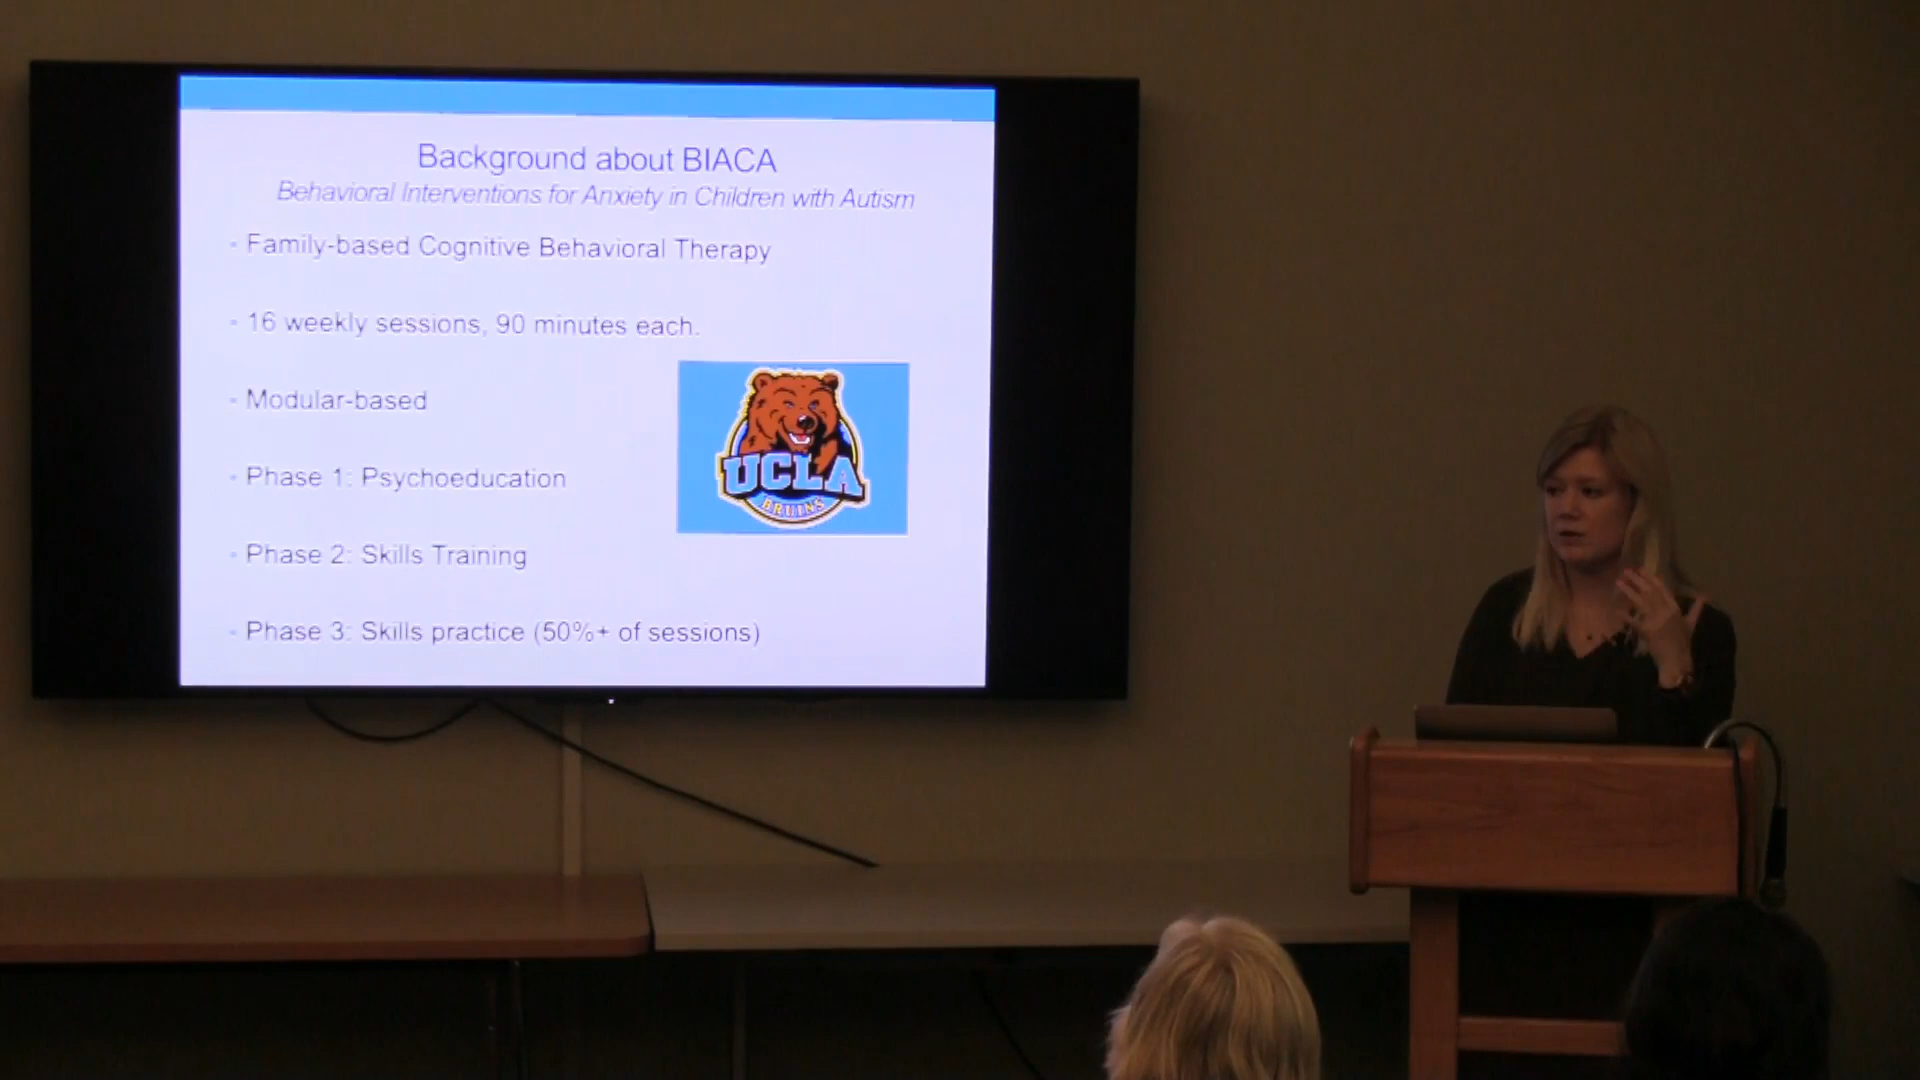 Background about BIACA
Behavioral Interventions for Anxiety in Children with Autism
• Family-based Cognitive Behavioral Therapy
• 16 weekly sessions, 90 minutes each.
• Modular-based
• Phase 1: Psychoeducation
• Phase 2: Skills Training
• Phase 3: Skills practice (50%+ of sessions)
UCLA
BRUINS